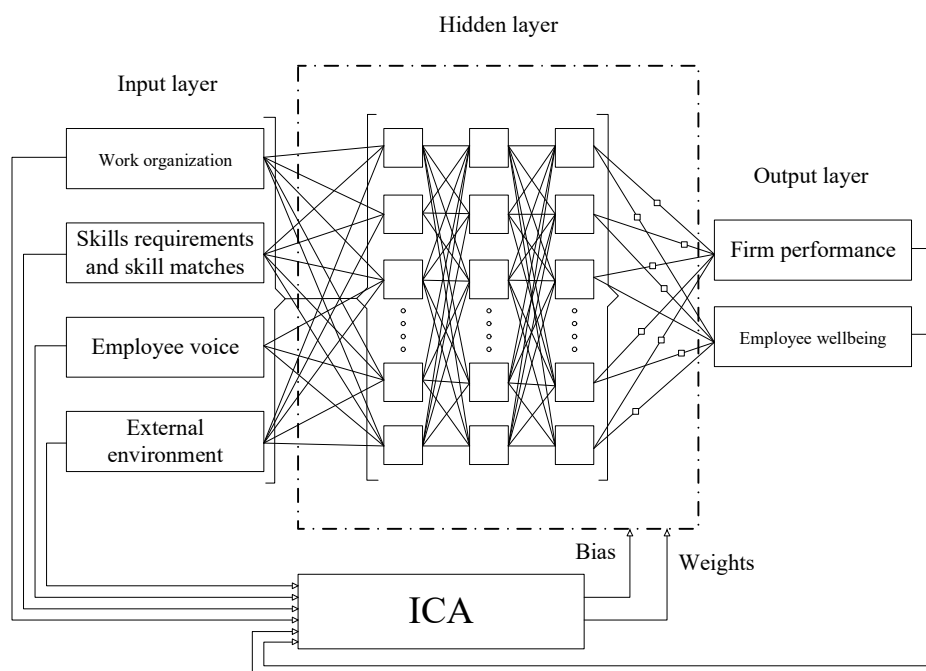 Hidden layer
Input layer
Work organization
Skills requirements
and skill matches
Employee voice
External
environment
Output layer
Firm performance
Employee wellbeing
Bias
Weights
ICA